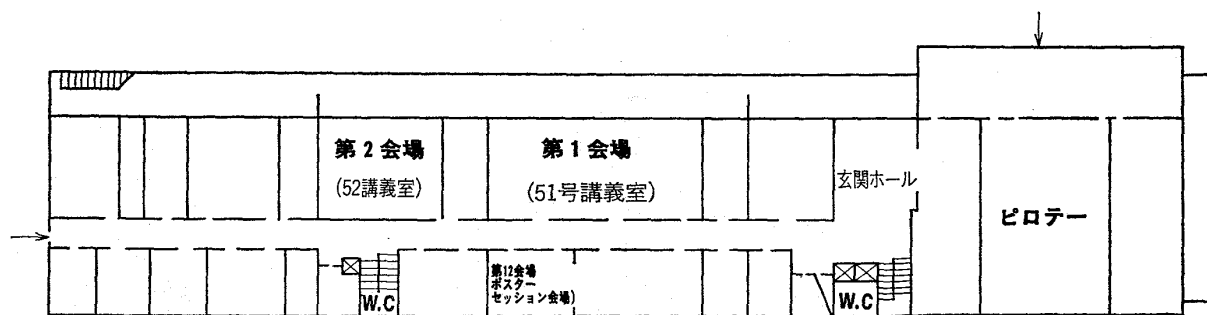 第2会場
(52講義室)
第1会場
(51号講義室)
玄関ホール
ピロテー
第12会場
ポスター
セッション会場)
W.C
W.C